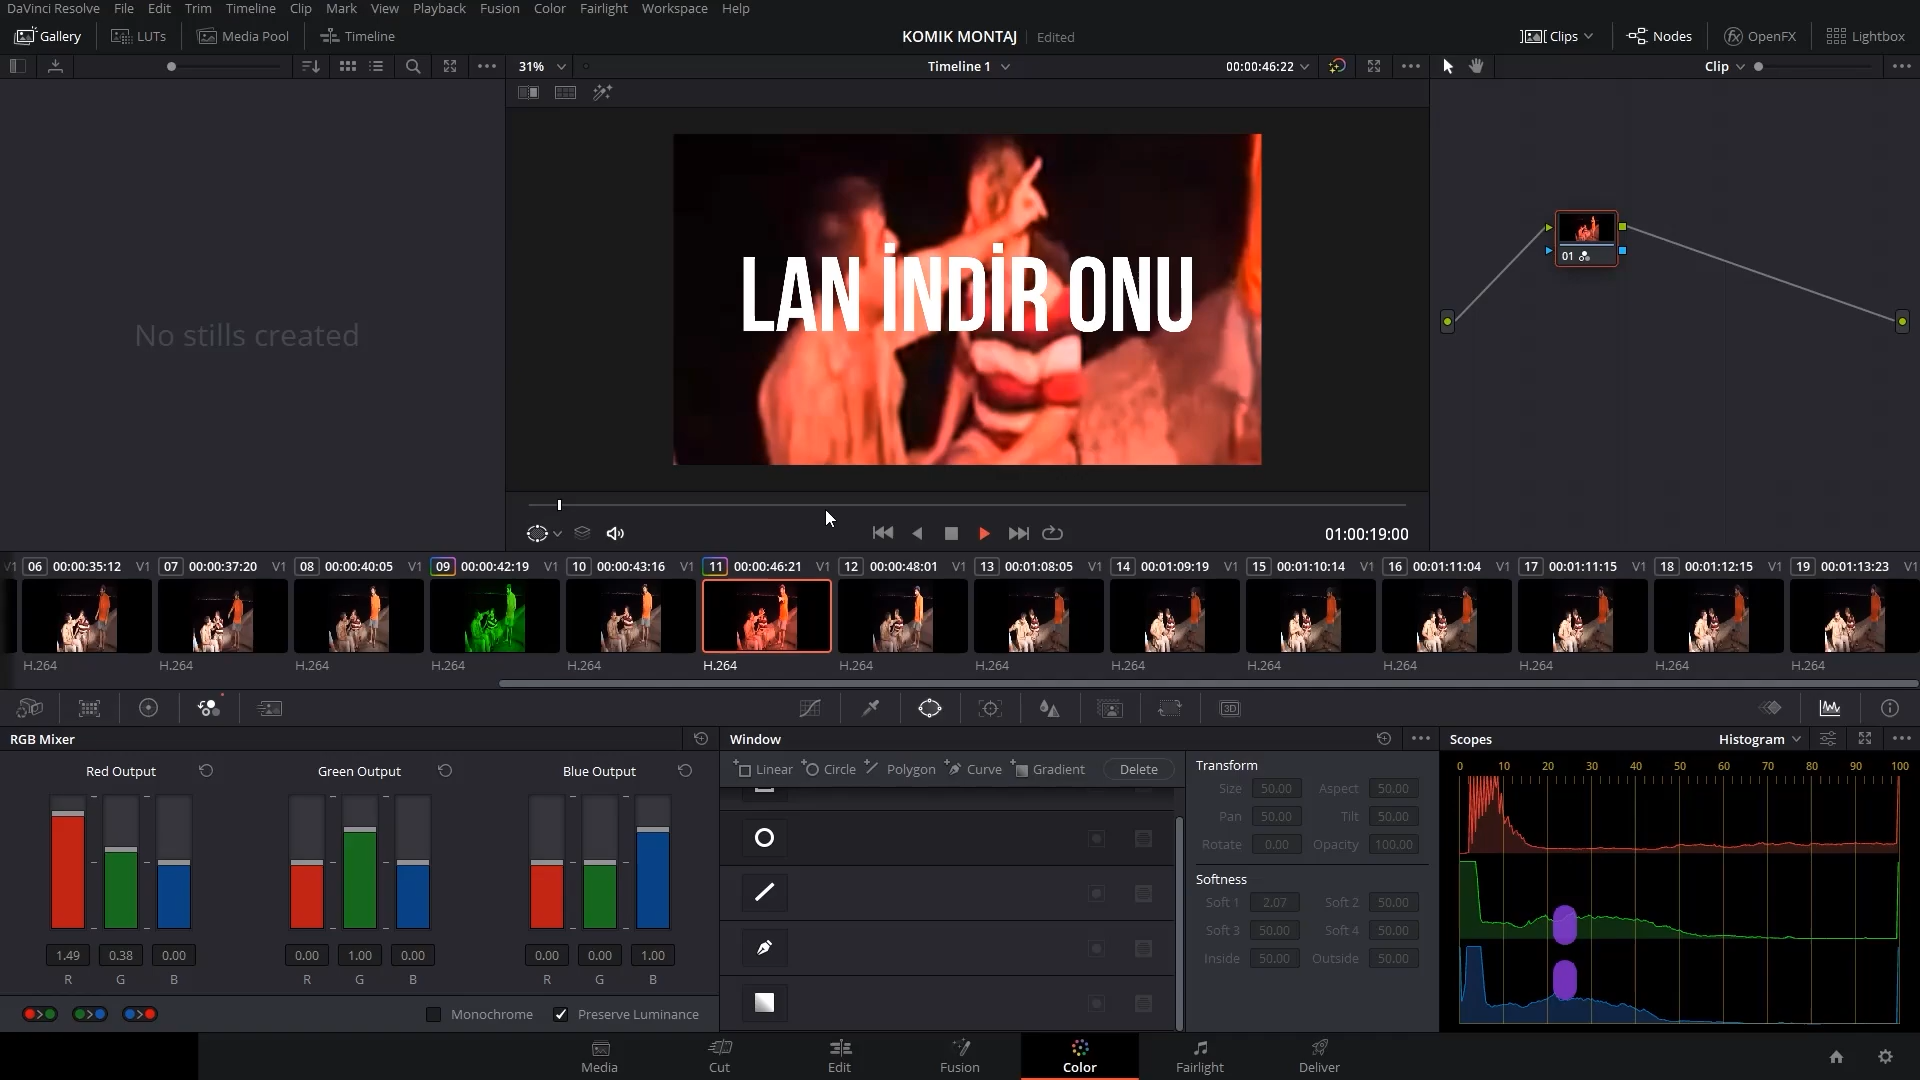 DaVinci Resolve File Edit Trim Timeline Clip Mark View Playback Fusion Color Fairlight Workspace Help
Gallery LUTs Media Pool Timeline KOMIK MONTAJ Edited Clips Nodes OpenFX Lightbox
31% Timeline 1 00:00:46:22 Clip
No stills created
LAN İNDİR ONU
01
01:00:19:00
V1 06 00:00:35:12 V1 07 00:00:37:20 V1 08 00:00:40:05 V1 09 00:00:42:19 V1 10 00:00:43:16 V1 11 00:00:46:21 V1 12 00:00:48:01 V1 13 00:01:08:05 V1 14 00:01:09:19 V1 15 00:01:10:14 V1 16 00:01:11:04 V1 17 00:01:11:15 V1 18 00:01:12:15 V1 19 00:01:13:23 V1
H.264 H.264 H.264 H.264 H.264 H.264 H.264 H.264 H.264 H.264 H.264 H.264 H.264 H.264
3D
RGB Mixer
Red Output Green Output Blue Output
1.49 0.38 0.00 0.00 1.00 0.00 0.00 0.00 1.00
R G B R G B R G B
Monochrome Preserve Luminance
Window
Linear Circle Polygon Curve Gradient Delete
Transform
Size 50.00 Aspect 50.00
Pan 50.00 Tilt 50.00
Rotate 0.00 Opacity 100.00
Softness
Soft 1 2.07 Soft 2 50.00
Soft 3 50.00 Soft 4 50.00
Inside 50.00 Outside 50.00
Scopes Histogram
0 10 20 30 40 50 60 70 80 90 100
Media Cut Edit Fusion Color Fairlight Deliver